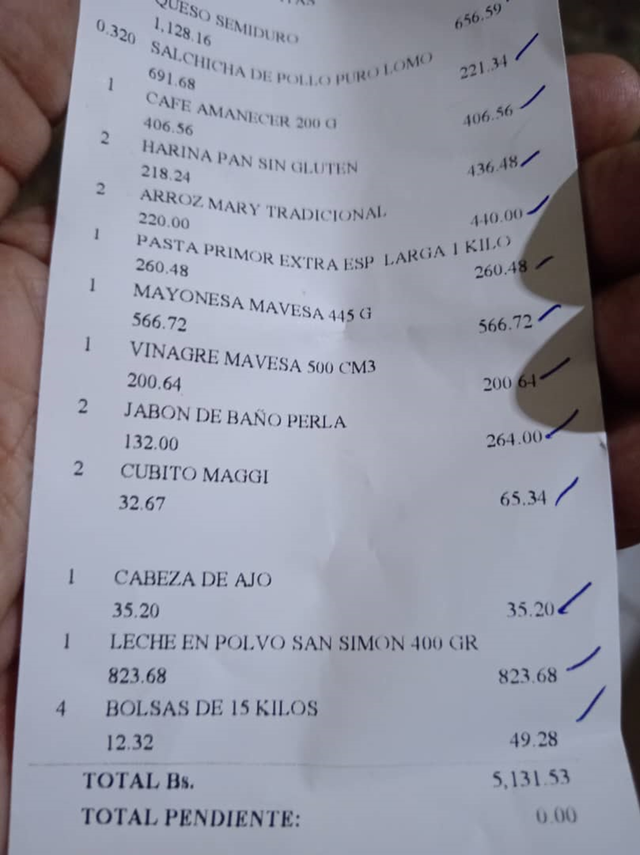 QUESO SEMIDURO
1,128.16 656.59
0.320 SALCHICHA DE POLLO PURO LOMO
691.68 221.34
1 CAFE AMANECER 200 G
406.56 406.56
2 HARINA PAN SIN GLUTEN
218.24 436.48
2 ARROZ MARY TRADICIONAL
220.00 440.00
1 PASTA PRIMOR EXTRA ESP LARGA 1 KILO
260.48 260.48
1 MAYONESA MAVESA 445 G
566.72 566.72
1 VINAGRE MAVESA 500 CM3
200.64 200 64
2 JABON DE BAÑO PERLA
132.00 264.00
2 CUBITO MAGGI
32.67 65.34
1 CABEZA DE AJO
35.20 35.20
1 LECHE EN POLVO SAN SIMON 400 GR
823.68 823.68
4 BOLSAS DE 15 KILOS
12.32 49.28
TOTAL Bs. 5,131.53
TOTAL PENDIENTE: 0.00